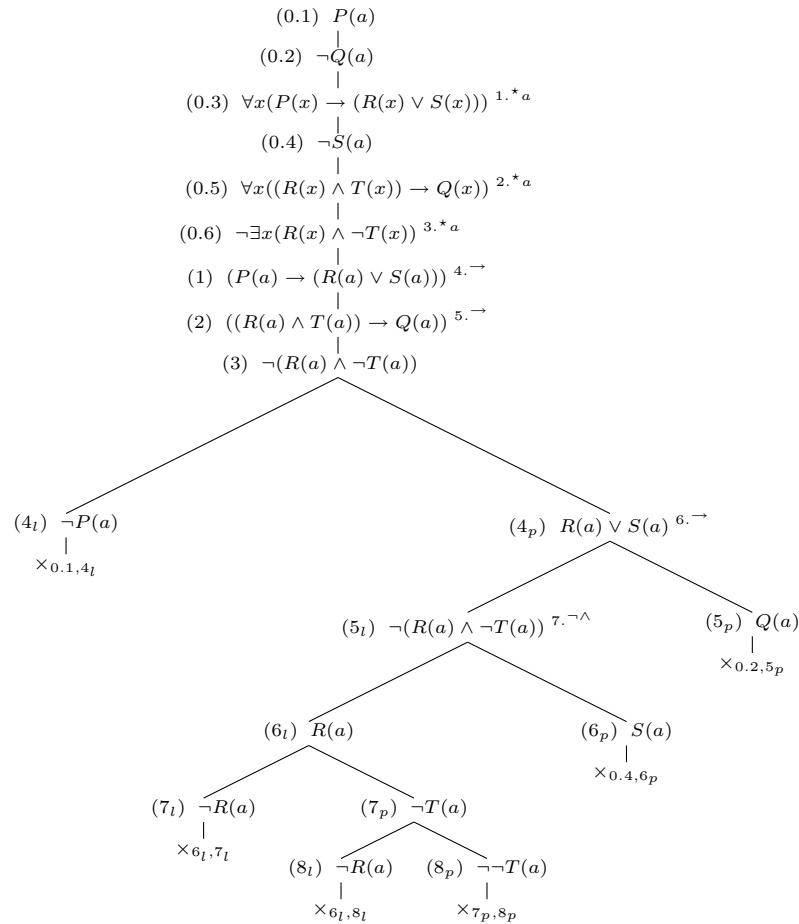 (0.1) P(a)
(0.2) ¬Q(a)
(0.3) ∀x(P(x) → (R(x) ∨ S(x))) 1.⋆a
(0.4) ¬S(a)
(0.5) ∀x((R(x) ∧ T(x)) → Q(x)) 2.⋆a
(0.6) ¬∃x(R(x) ∧ ¬T(x)) 3.⋆a
(1) (P(a) → (R(a) ∨ S(a))) 4.→
(2) ((R(a) ∧ T(a)) → Q(a)) 5.→
(3) ¬(R(a) ∧ ¬T(a))
(4l) ¬P(a)
×0.1,4l
(4p) R(a) ∨ S(a) 6.→
(5l) ¬(R(a) ∧ ¬T(a)) 7.¬∧
(5p) Q(a)
×0.2,5p
(6l) R(a)
(6p) S(a)
×0.4,6p
(7l) ¬R(a)
×6l,7l
(7p) ¬T(a)
(8l) ¬R(a)
×6l,8l
(8p) ¬¬T(a)
×7p,8p